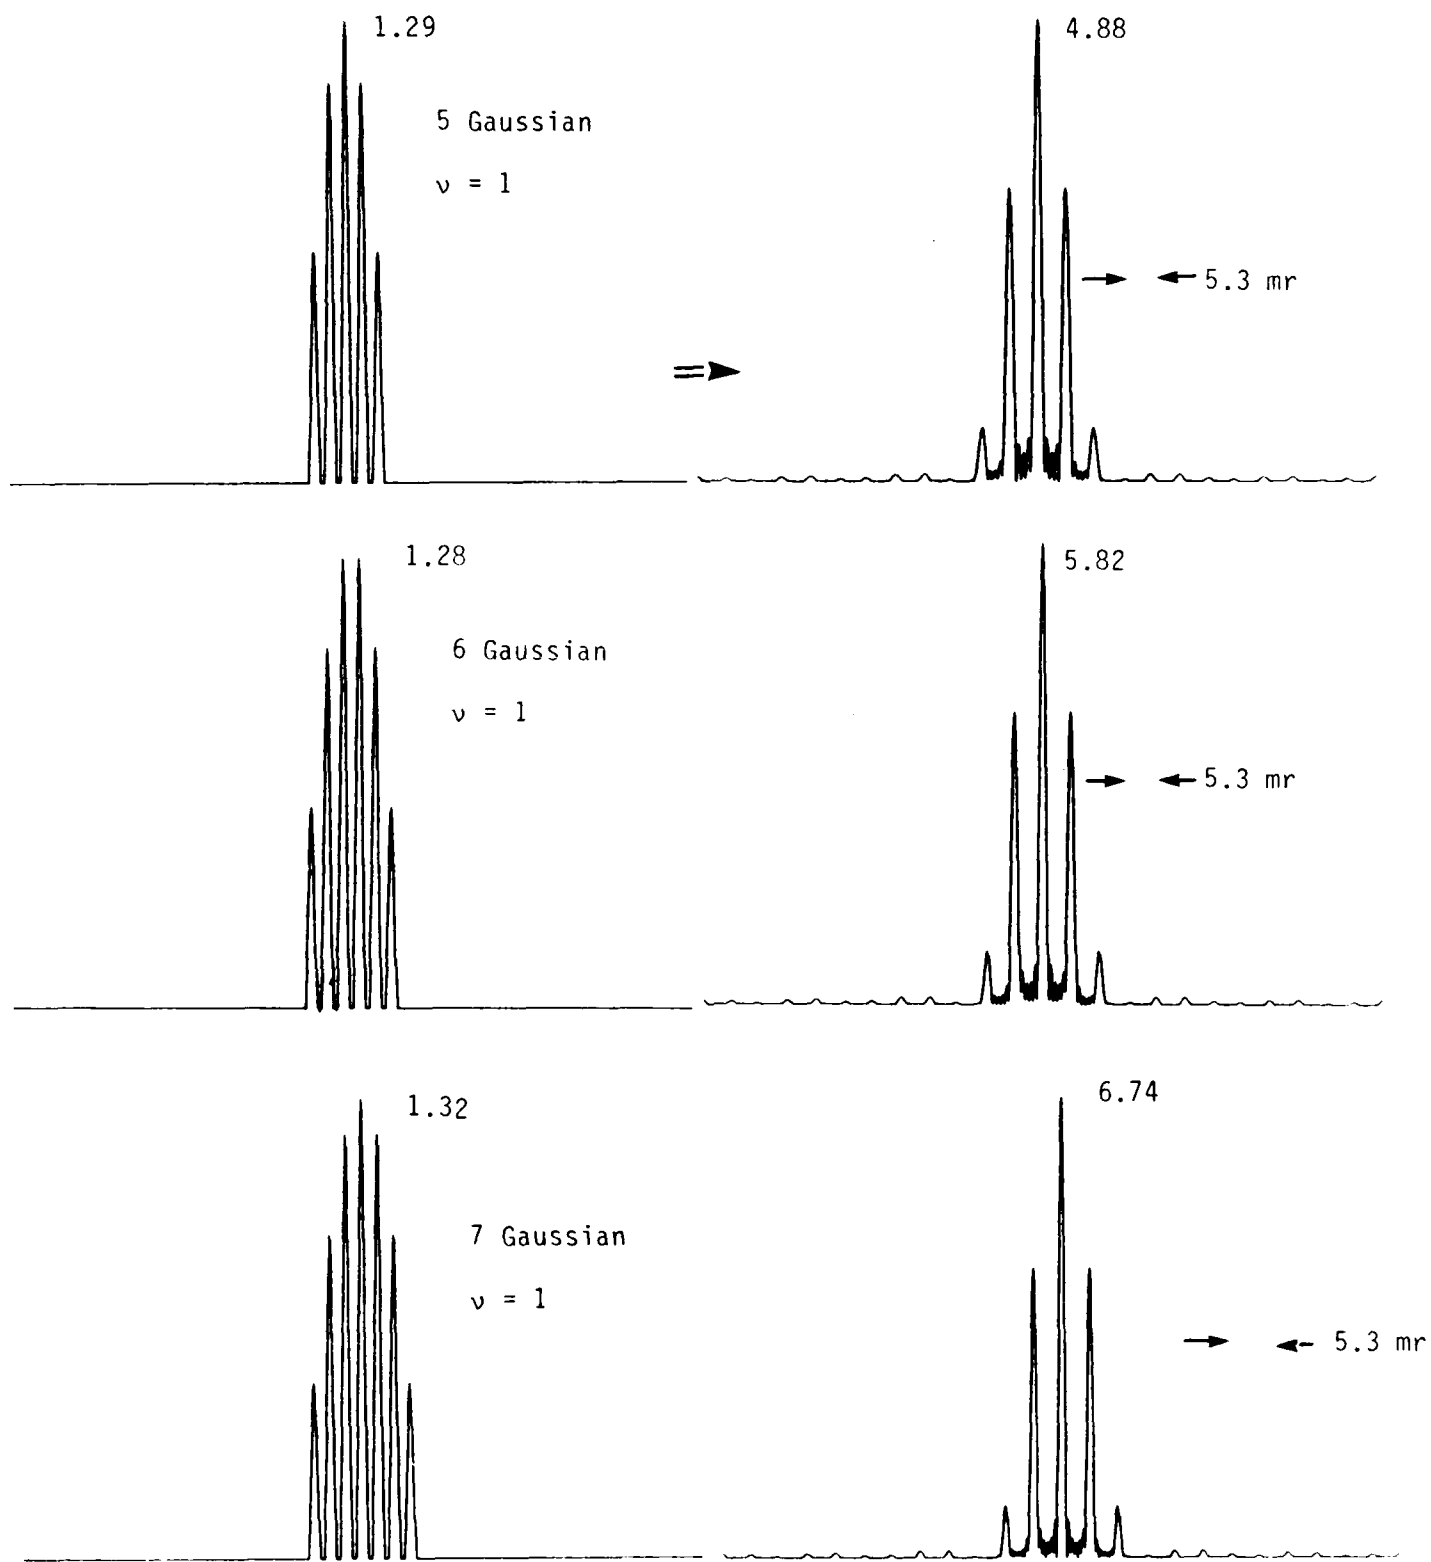 1.29
4.88
5 Gaussian
ν = 1
5.3 mr
1.28
5.82
6 Gaussian
ν = 1
5.3 mr
1.32
6.74
7 Gaussian
ν = 1
5.3 mr